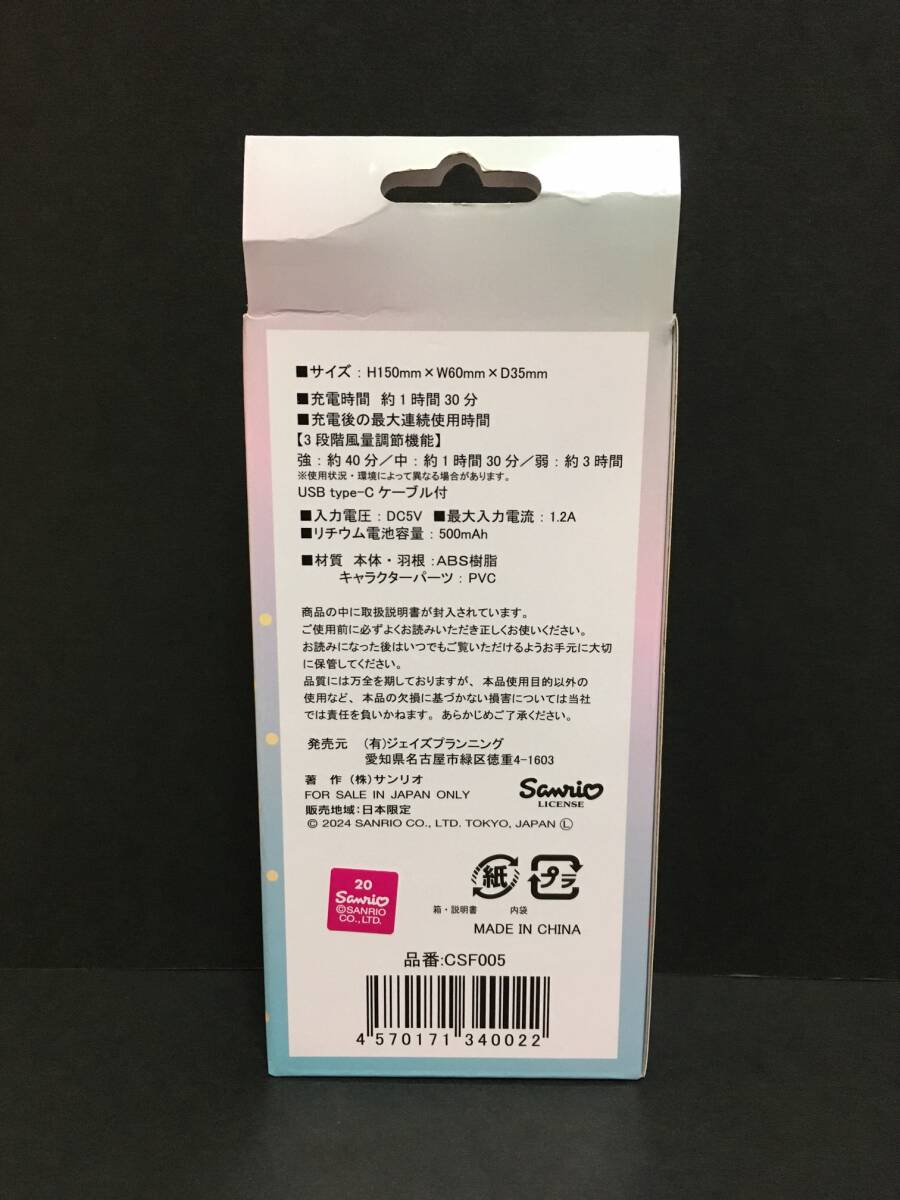 ■サイズ : H150mm×W60mm×D35mm
■充電時間 約1時間30分
■充電後の最大連続使用時間
【3段階風量調節機能】
強 : 約40分／中 : 約1時間30分／弱 : 約3時間
※使用状況・環境によって異なる場合があります。
USB type-C ケーブル付
■入力電圧 : DC5V ■最大入力電流 : 1.2A
■リチウム電池容量 : 500mAh
■材質 本体・羽根 : ABS樹脂
キャラクターパーツ : PVC
商品の中に取扱説明書が封入されています。
ご使用前に必ずよくお読みいただき正しくお使いください。
お読みになった後はいつでもご覧いただけるようお手元に大切
に保管してください。
品質には万全を期しておりますが、本品使用目的以外の
使用など、本品の欠損に基づかない損害については当社
では責任を負いかねます。あらかじめご了承ください。
発売元 (有)ジェイズプランニング
愛知県名古屋市緑区徳重4-1603
著 作 (株)サンリオ
FOR SALE IN JAPAN ONLY
販売地域:日本限定
© 2024 SANRIO CO., LTD. TOKYO, JAPAN Ⓛ
Sanrio
LICENSE
20
Sanrio
©SANRIO
CO.,LTD.
紙 プラ
箱・説明書 内袋
MADE IN CHINA
品番:CSF005
4 570171 340022